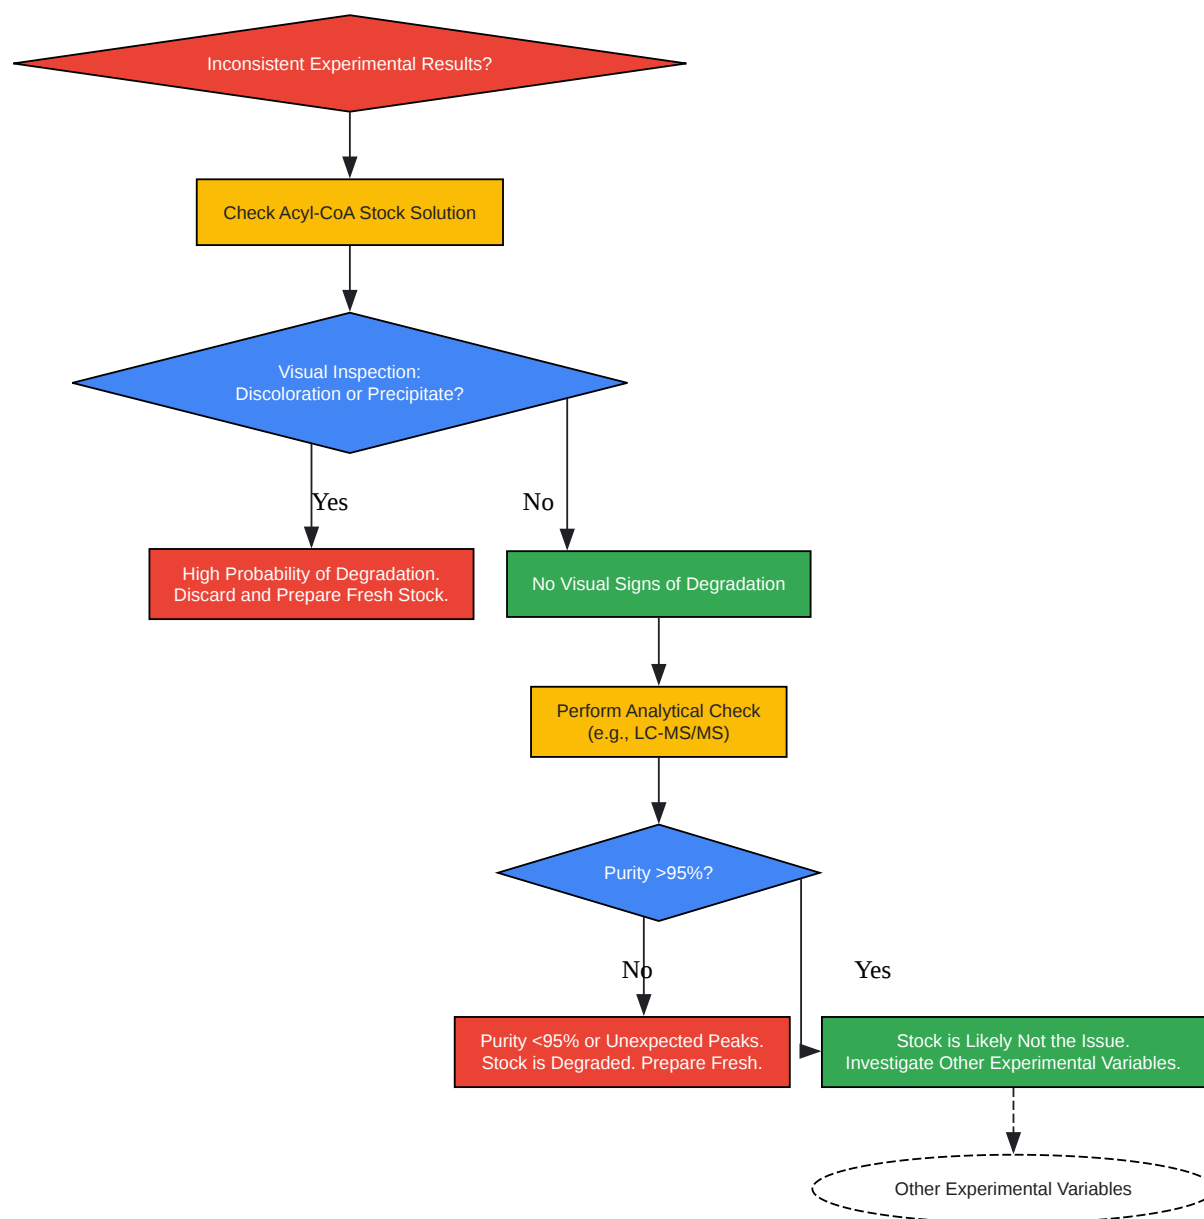 Inconsistent Experimental Results?
Check Acyl-CoA Stock Solution
Visual Inspection:
Discoloration or Precipitate?
Yes
No
High Probability of Degradation.
Discard and Prepare Fresh Stock.
No Visual Signs of Degradation
Perform Analytical Check
(e.g., LC-MS/MS)
Purity >95%?
No
Yes
Purity <95% or Unexpected Peaks.
Stock is Degraded. Prepare Fresh.
Stock is Likely Not the Issue.
Investigate Other Experimental Variables.
Other Experimental Variables